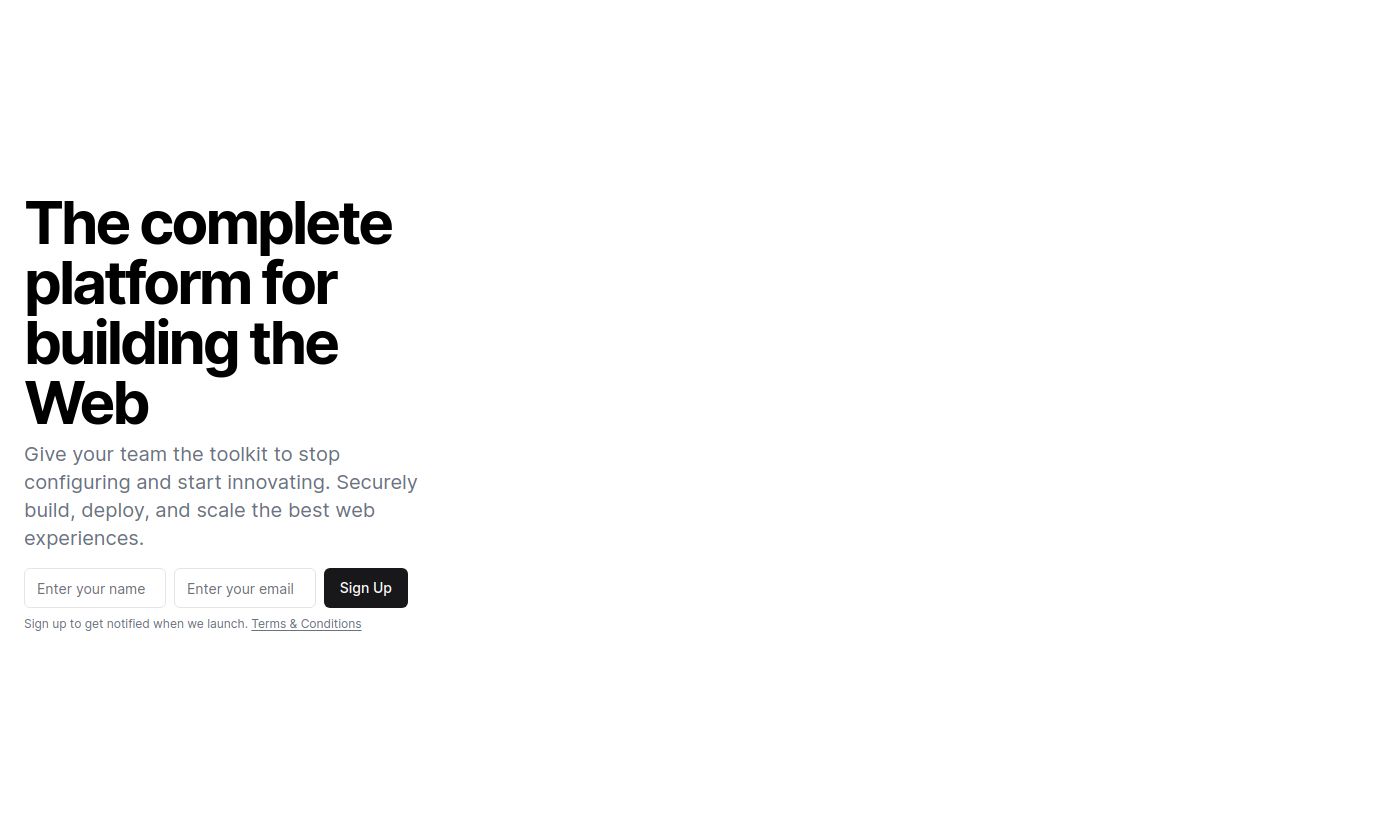 The complete
platform for
building the
Web
Give your team the toolkit to stop
configuring and start innovating. Securely
build, deploy, and scale the best web
experiences.
Enter your name Enter your email Sign Up
Sign up to get notified when we launch. Terms & Conditions